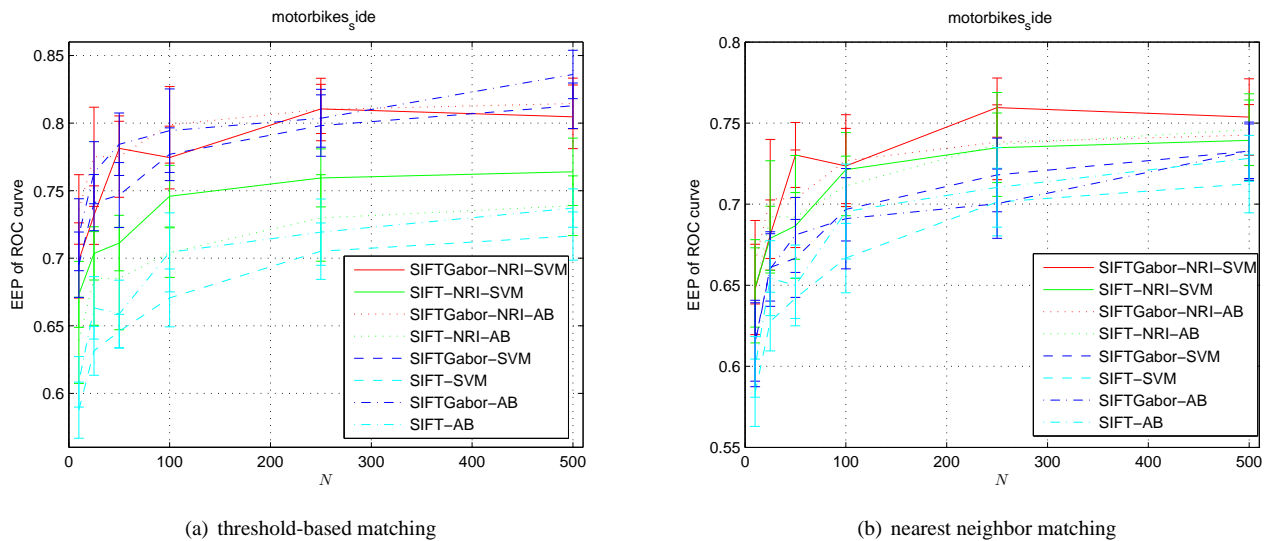 motorbikes_side
0.85
0.8
0.75
0.7
0.65
0.6
EEP of ROC curve
0 100 200 300 400 500
N
SIFTGabor−NRI−SVM
SIFT−NRI−SVM
SIFTGabor−NRI−AB
SIFT−NRI−AB
SIFTGabor−SVM
SIFT−SVM
SIFTGabor−AB
SIFT−AB
(a) threshold-based matching
motorbikes_side
0.8
0.75
0.7
0.65
0.6
0.55
EEP of ROC curve
0 100 200 300 400 500
N
SIFTGabor−NRI−SVM
SIFT−NRI−SVM
SIFTGabor−NRI−AB
SIFT−NRI−AB
SIFTGabor−SVM
SIFT−SVM
SIFTGabor−AB
SIFT−AB
(b) nearest neighbor matching